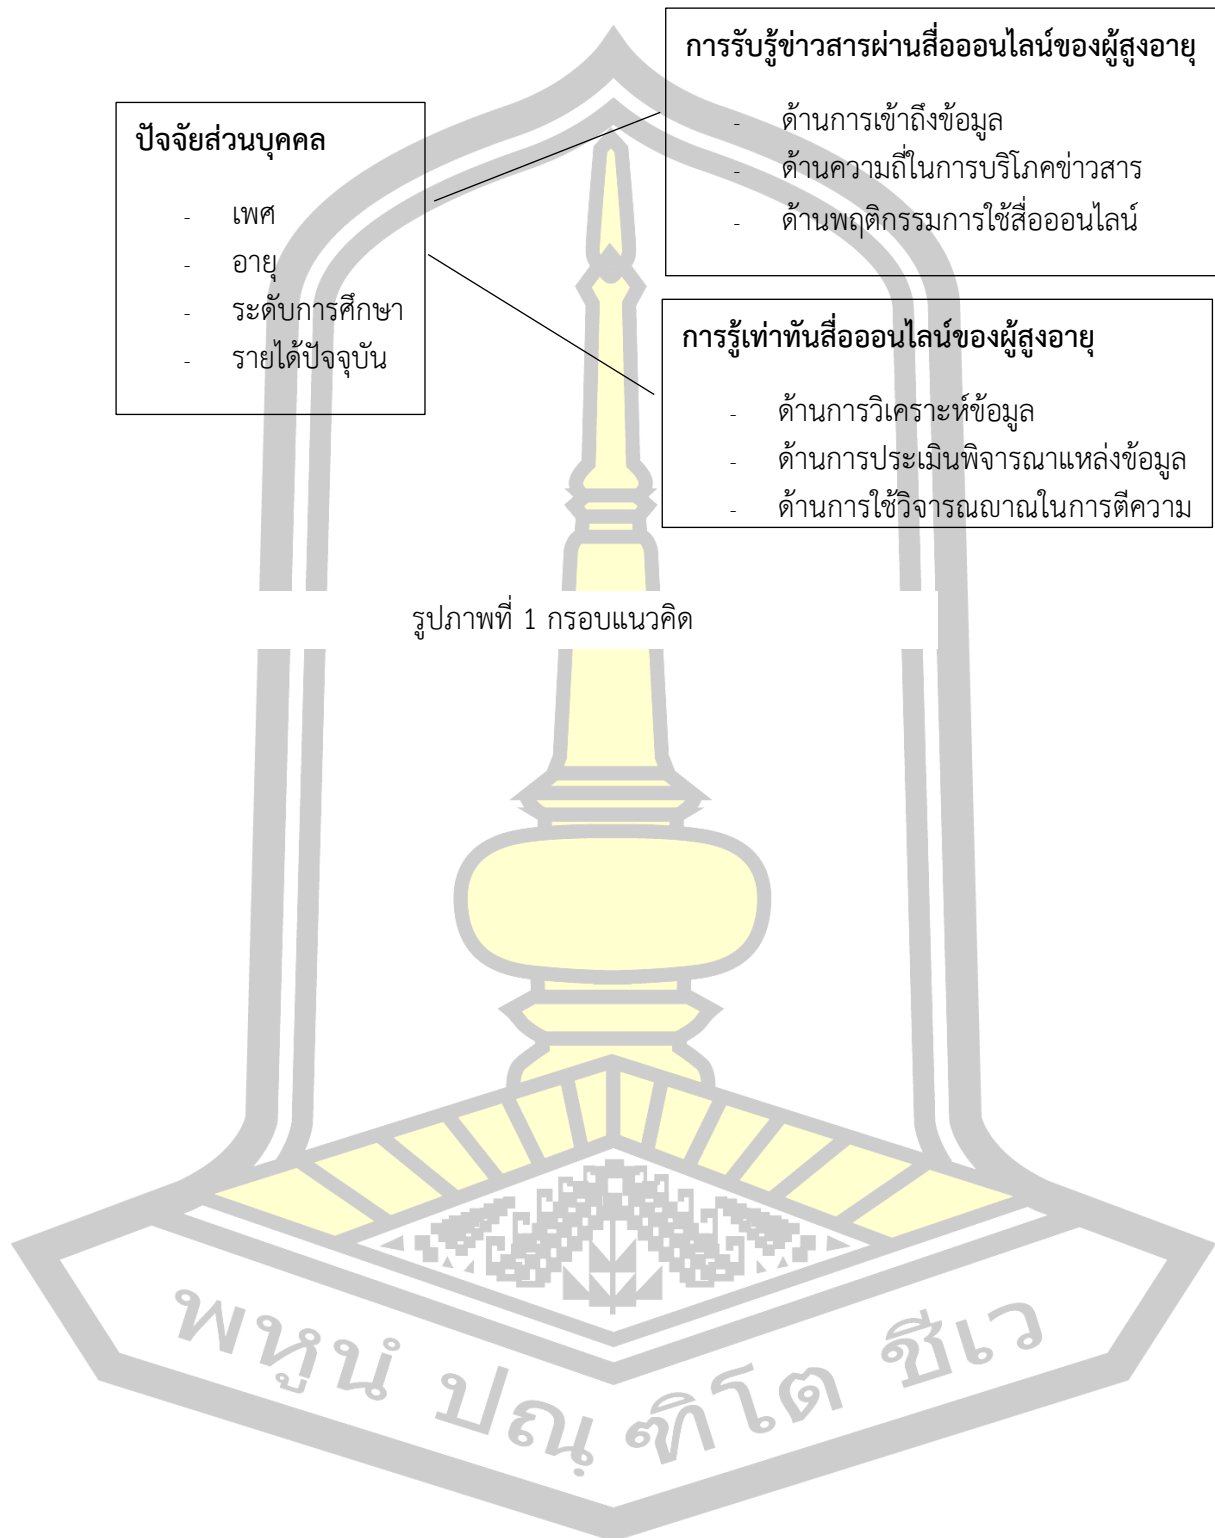 การรับรู้ข่าวสารผ่านสื่อออนไลน์ของผู้สูงอายุ
- ด้านการเข้าถึงข้อมูล
- ด้านความถี่ในการบริโภคข่าวสาร
- ด้านพฤติกรรมการใช้สื่อออนไลน์
ปัจจัยส่วนบุคคล
- เพศ
- อายุ
- ระดับการศึกษา
- รายได้ปัจจุบัน
การรู้เท่าทันสื่อออนไลน์ของผู้สูงอายุ
- ด้านการวิเคราะห์ข้อมูล
- ด้านการประเมินพิจารณาแหล่งข้อมูล
- ด้านการใช้วิจารณญาณในการตีความ
รูปภาพที่ 1 กรอบแนวคิด
พหูนํ ปณฺ ฑิโต ชีเว